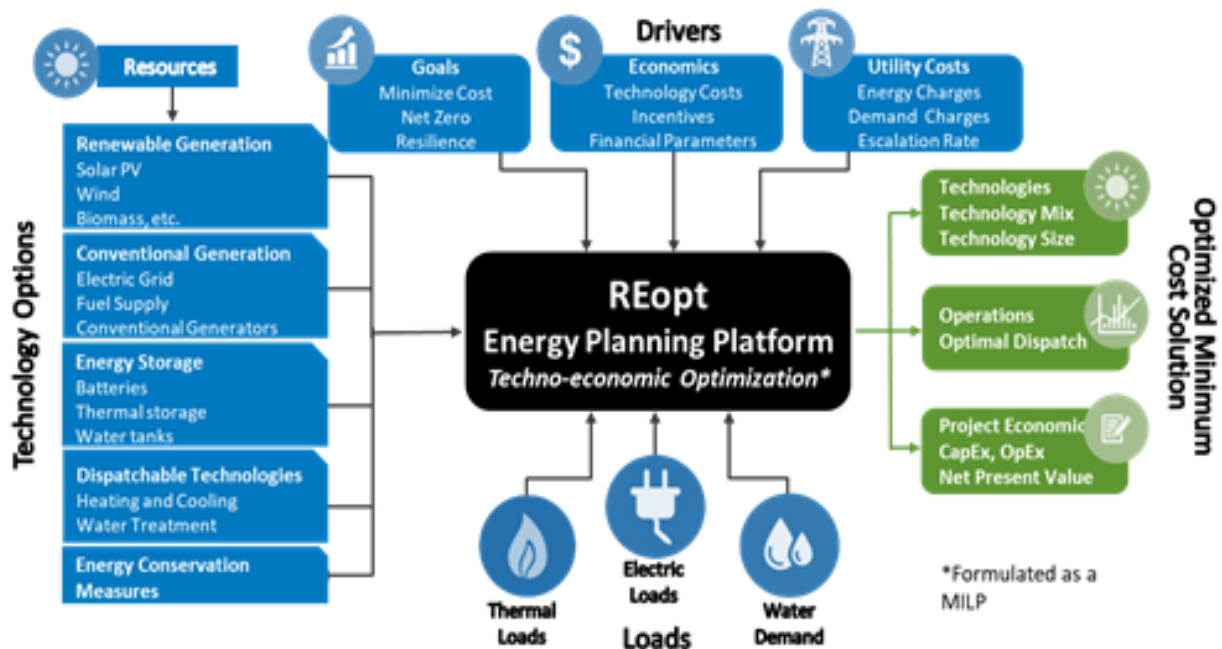 Drivers
Resources
Goals
Minimize Cost
Net Zero
Resilience
$
Economics
Technology Costs
Incentives
Financial Parameters
Utility Costs
Energy Charges
Demand Charges
Escalation Rate
Technology Options
Renewable Generation
Solar PV
Wind
Biomass, etc.
Conventional Generation
Electric Grid
Fuel Supply
Conventional Generators
Energy Storage
Batteries
Thermal storage
Water tanks
Dispatchable Technologies
Heating and Cooling
Water Treatment
Energy Conservation
Measures
REopt
Energy Planning Platform
Techno-economic Optimization*
Thermal
Loads
Electric
Loads
Water
Demand
Loads
Technologies
Technology Mix
Technology Size
Operations
Optimal Dispatch
Project Economic
CapEx, OpEx
Net Present Value
Optimized Minimum
Cost Solution
*Formulated as a
MILP